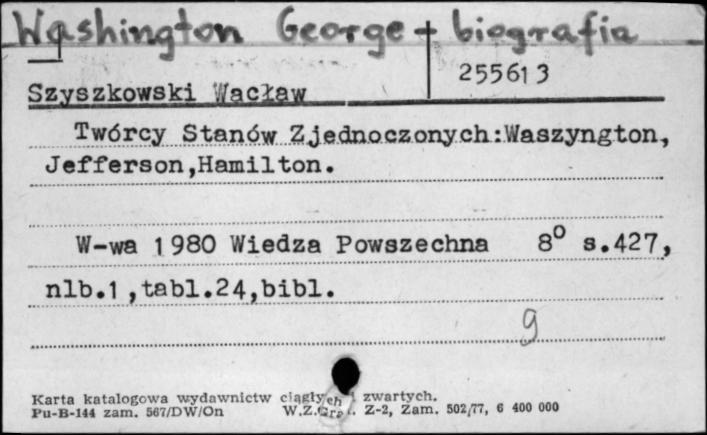 Washington George + biografia
255613
Szyszkowski Wacław
Twórcy Stanów Zjednoczonych:Waszyngton,
Jefferson,Hamilton.
W-wa 1980 Wiedza Powszechna 8⁰ s.427,
nlb.1,tabl.24,bibl.
9
Karta katalogowa wydawnictw ciągłych i zwartych.
Pu-B-144 zam. 567/DW/On W.Z.Graf. Z-2, Zam. 502/77, 6 400 000